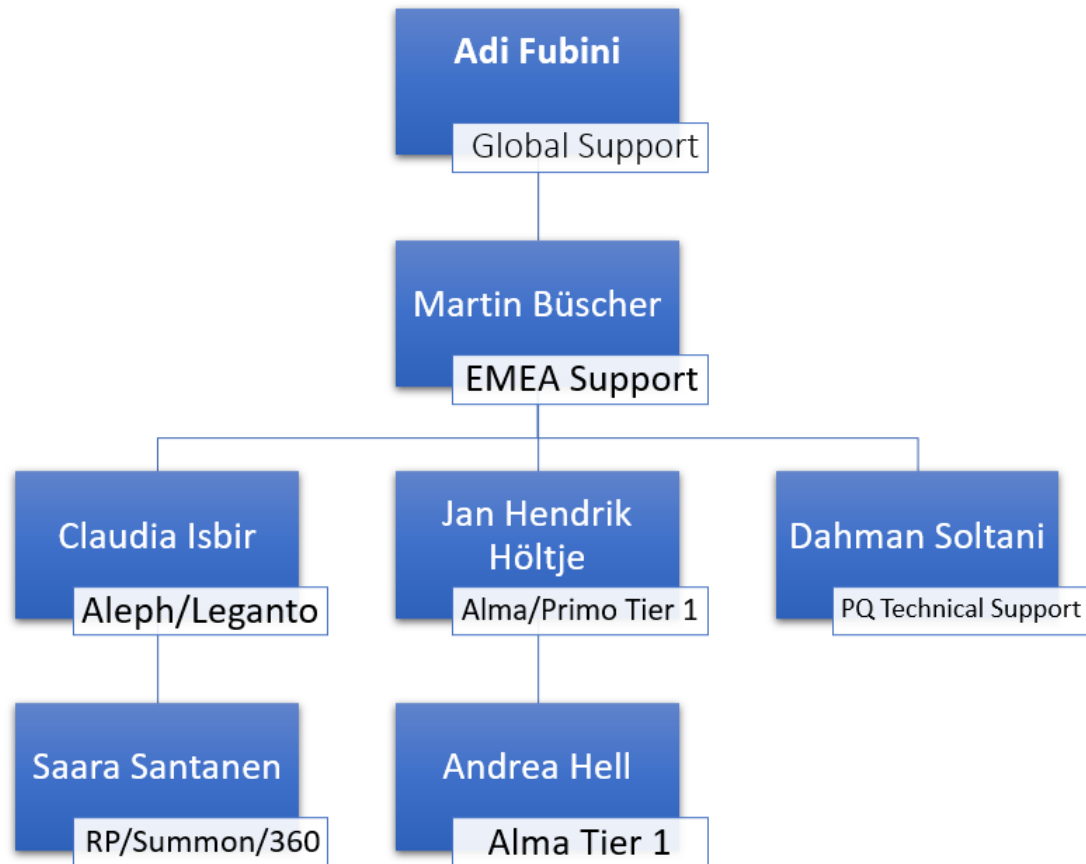 Adi Fubini
Global Support
Martin Büscher
EMEA Support
Claudia Isbir
Aleph/Leganto
Jan Hendrik
Höltje
Alma/Primo Tier 1
Dahman Soltani
PQ Technical Support
Saara Santanen
RP/Summon/360
Andrea Hell
Alma Tier 1